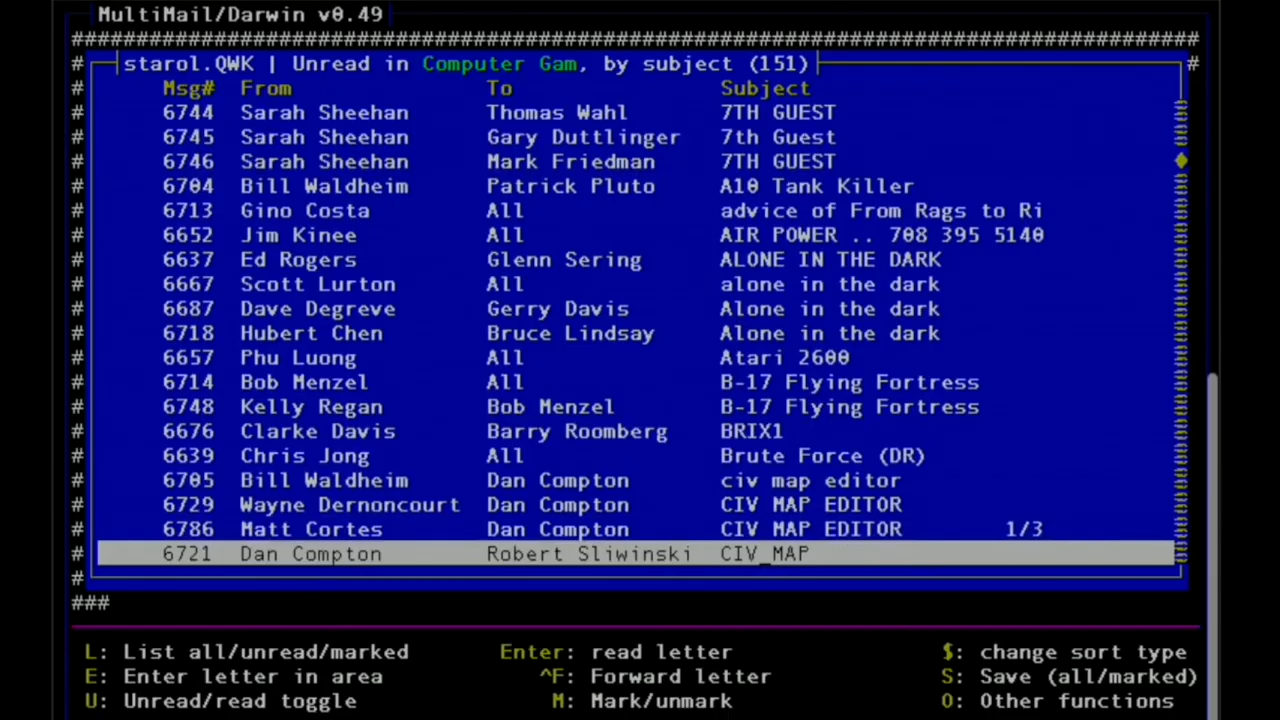 MultiMail/Darwin v0.49
################################################################################
# starol.QWK | Unread in Computer Gam, by subject (151) #
# Msg# From To Subject
# 6744 Sarah Sheehan Thomas Wahl 7TH GUEST
# 6745 Sarah Sheehan Gary Duttlinger 7th Guest
# 6746 Sarah Sheehan Mark Friedman 7TH GUEST
# 6704 Bill Waldheim Patrick Pluto A10 Tank Killer
# 6713 Gino Costa All advice of From Rags to Ri
# 6652 Jim Kinee All AIR POWER .. 708 395 5140
# 6637 Ed Rogers Glenn Sering ALONE IN THE DARK
# 6667 Scott Lurton All alone in the dark
# 6687 Dave Degreve Gerry Davis Alone in the dark
# 6718 Hubert Chen Bruce Lindsay Alone in the dark
# 6657 Phu Luong All Atari 2600
# 6714 Bob Menzel All B-17 Flying Fortress
# 6748 Kelly Regan Bob Menzel B-17 Flying Fortress
# 6676 Clarke Davis Barry Roomberg BRIX1
# 6639 Chris Jong All Brute Force (DR)
# 6705 Bill Waldheim Dan Compton civ map editor
# 6729 Wayne Dernoncourt Dan Compton CIV MAP EDITOR
# 6786 Matt Cortes Dan Compton CIV MAP EDITOR 1/3
# 6721 Dan Compton Robert Sliwinski CIV_MAP
#
###
L: List all/unread/marked Enter: read letter $: change sort type
E: Enter letter in area ^F: Forward letter S: Save (all/marked)
U: Unread/read toggle M: Mark/unmark O: Other functions